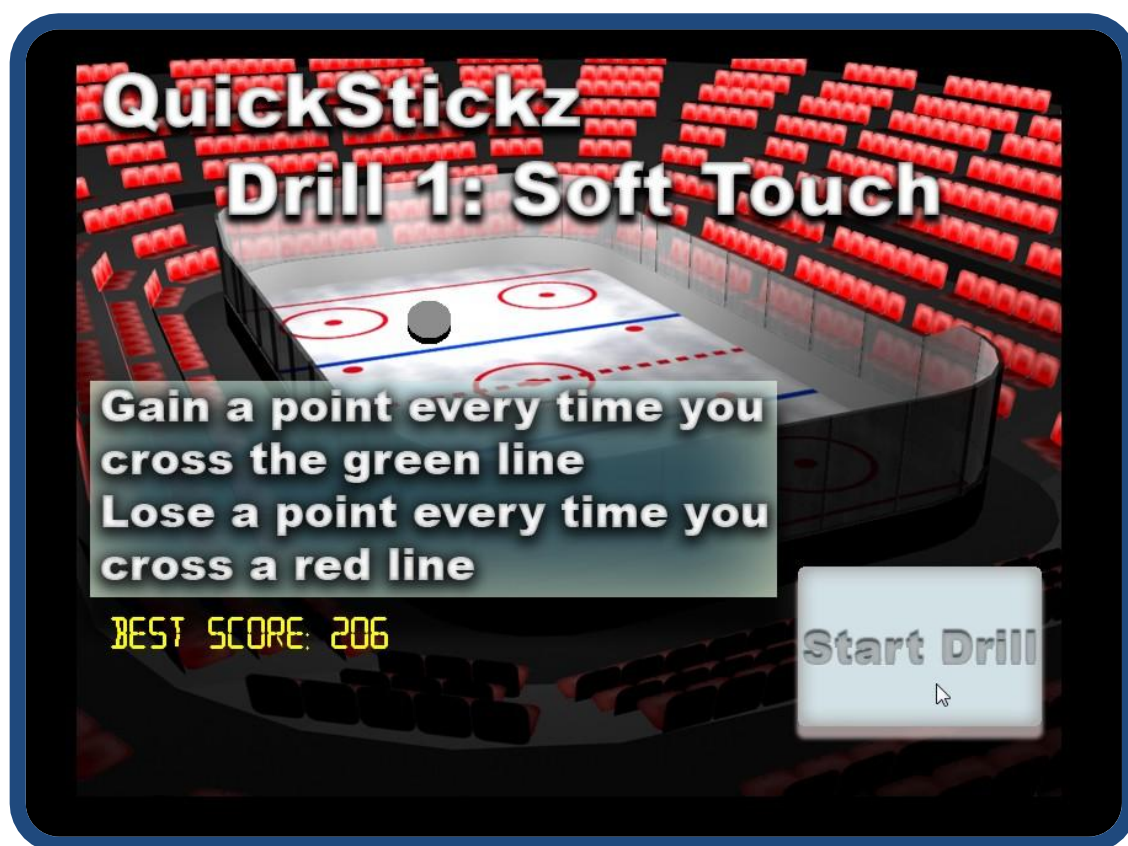 QuickStickz
Drill 1: Soft Touch
Gain a point every time you
cross the green line
Lose a point every time you
cross a red line
BEST SCORE: 206
Start Drill